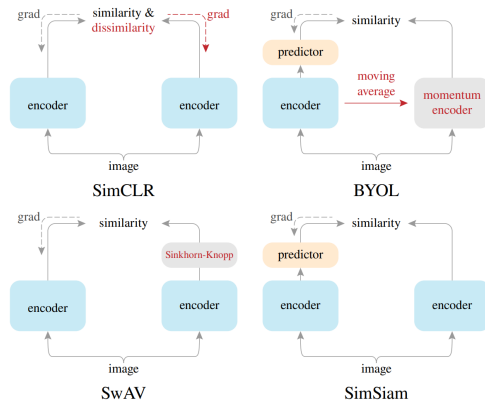 grad
similarity &
dissimilarity
grad
encoder
encoder
image
SimCLR
grad
similarity
predictor
encoder
moving
average
momentum
encoder
image
BYOL
grad
similarity
Sinkhorn-Knopp
encoder
encoder
image
SwAV
grad
similarity
predictor
encoder
encoder
image
SimSiam